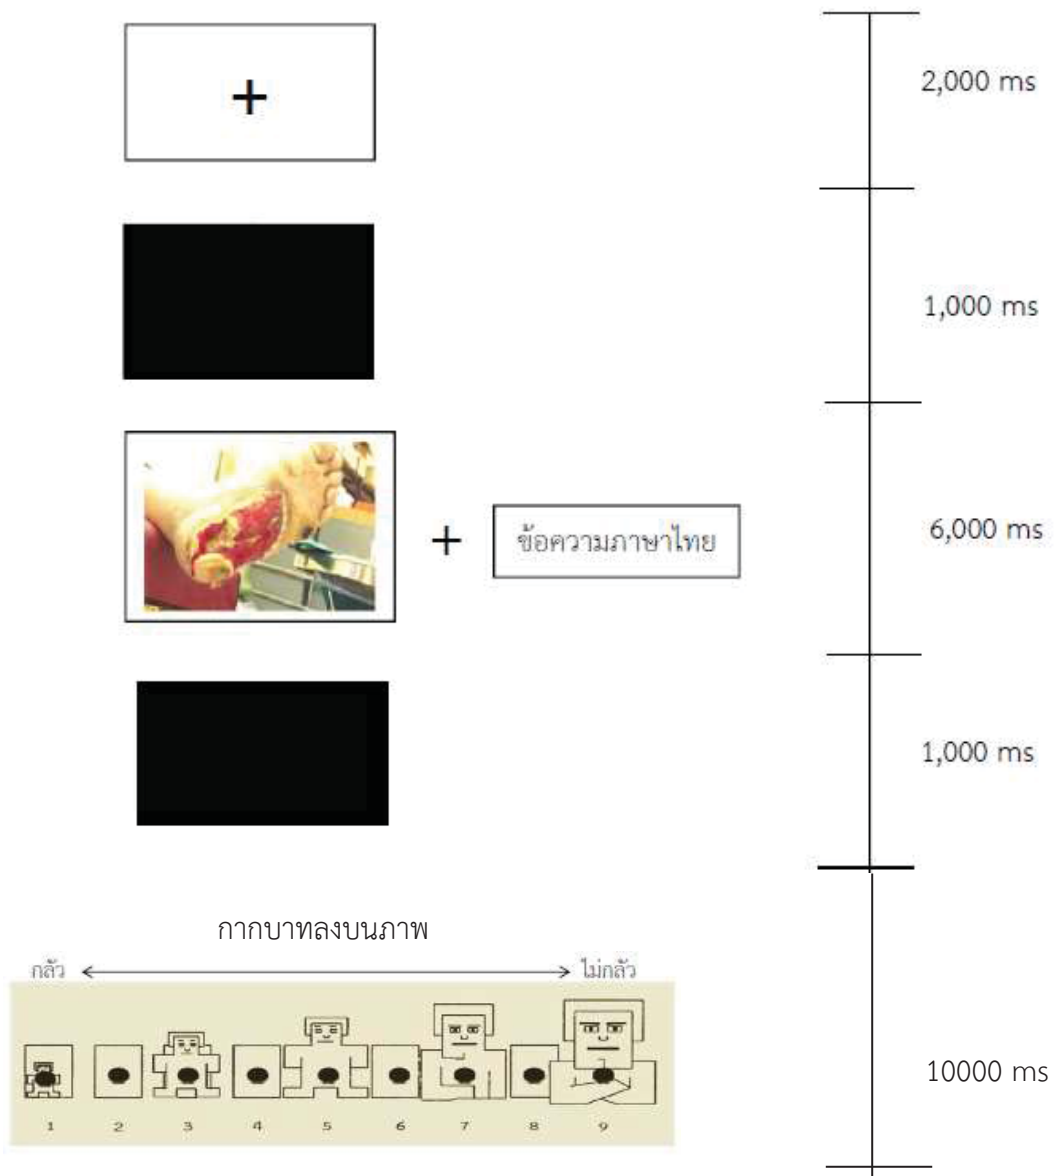 +
2,000 ms
1,000 ms
+ ข้อความภาษาไทย
6,000 ms
1,000 ms
กากบาทลงบนภาพ
กลัว ไม่กลัว
1 2 3 4 5 6 7 8 9
10000 ms